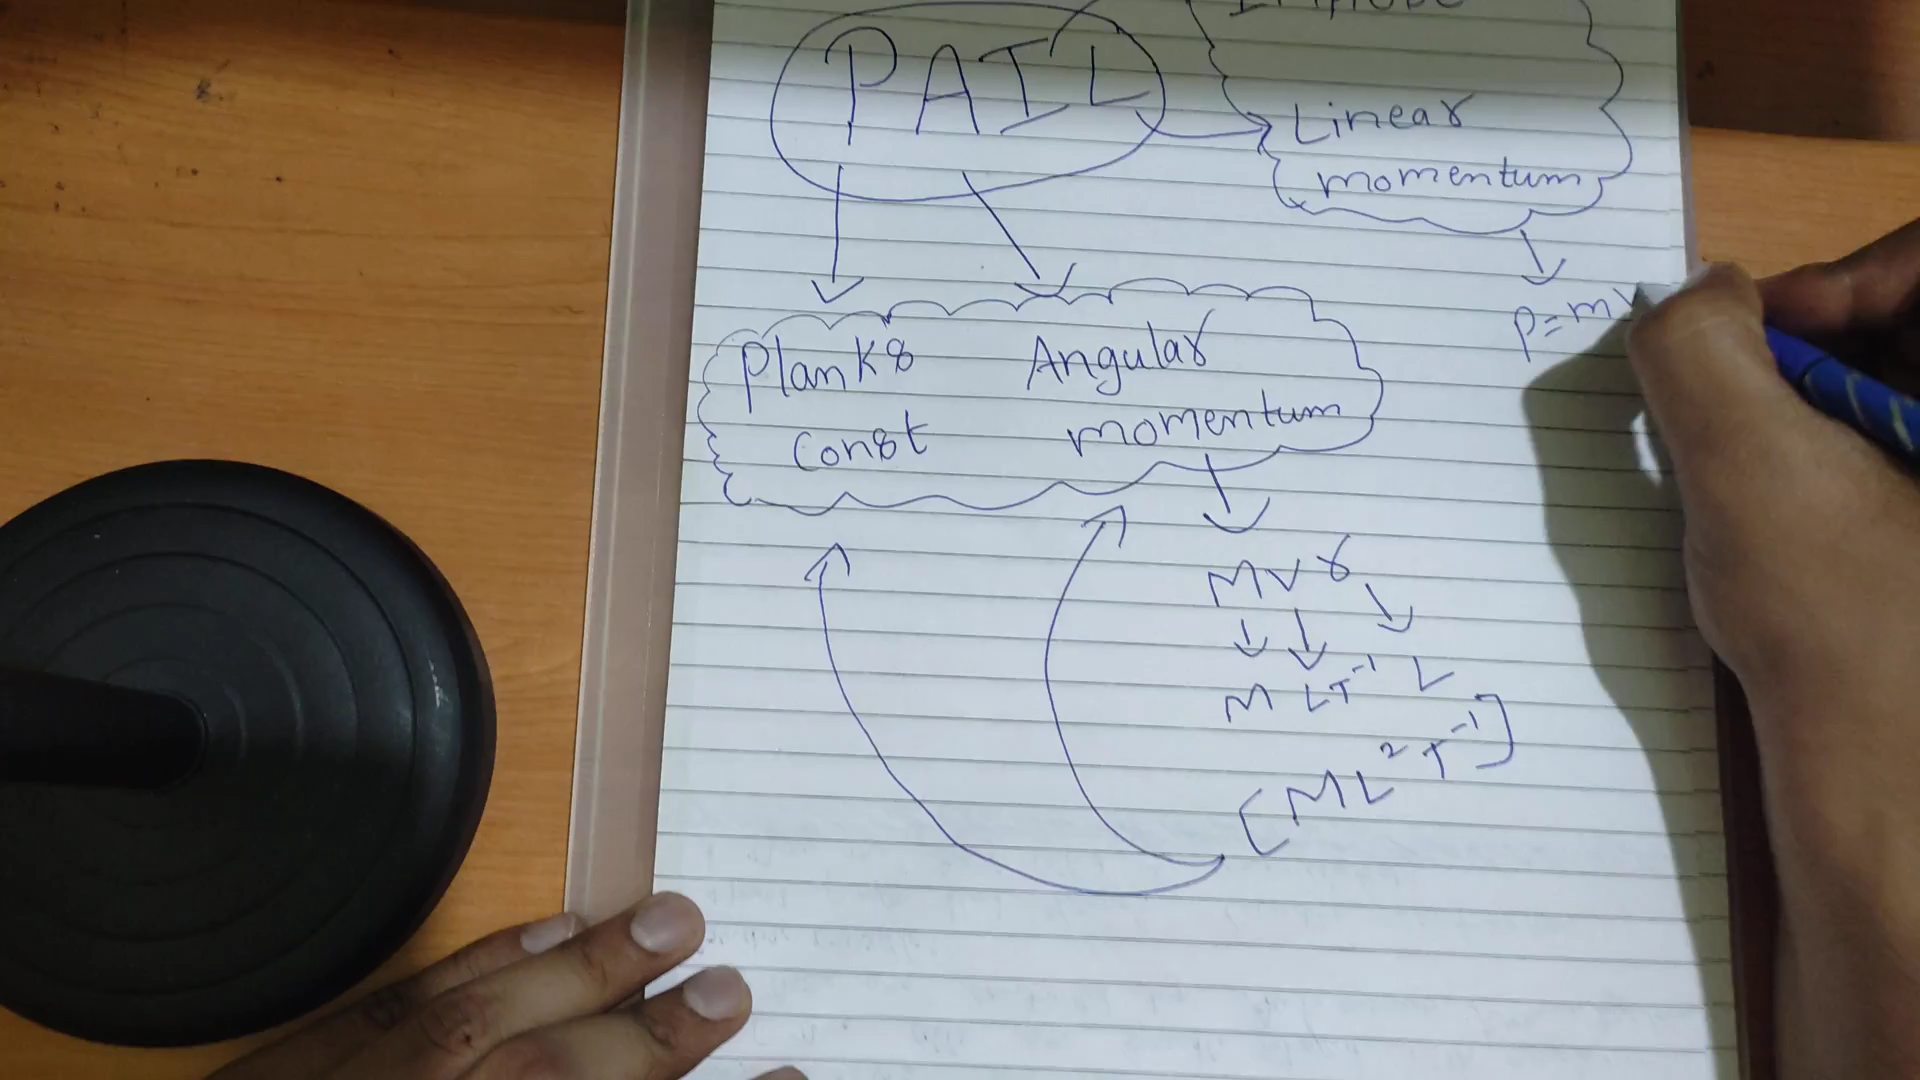 PAIL
Linear
momentum
P=mv
Planks Angular
const momentum
MVr
M LT⁻¹ L
[ML²T⁻¹]